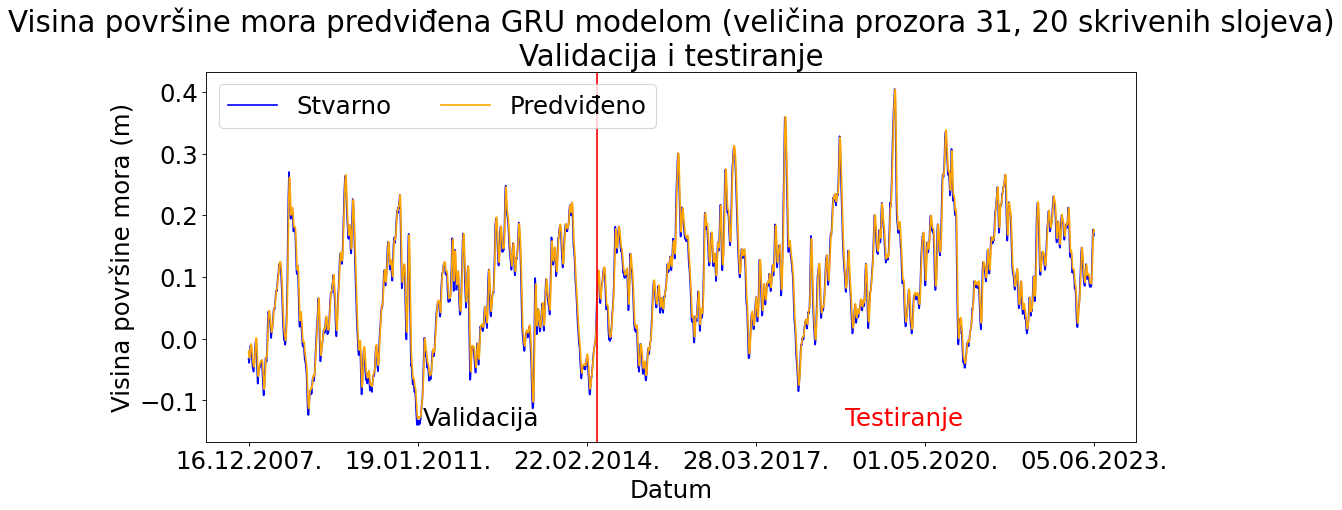 Visina površine mora predviđena GRU modelom (veličina prozora 31, 20 skrivenih slojeva)
Validacija i testiranje
Stvarno
Predviđeno
Visina površine mora (m)
0.4
0.3
0.2
0.1
0.0
−0.1
Validacija
Testiranje
16.12.2007.
19.01.2011.
22.02.2014.
28.03.2017.
01.05.2020.
05.06.2023.
Datum